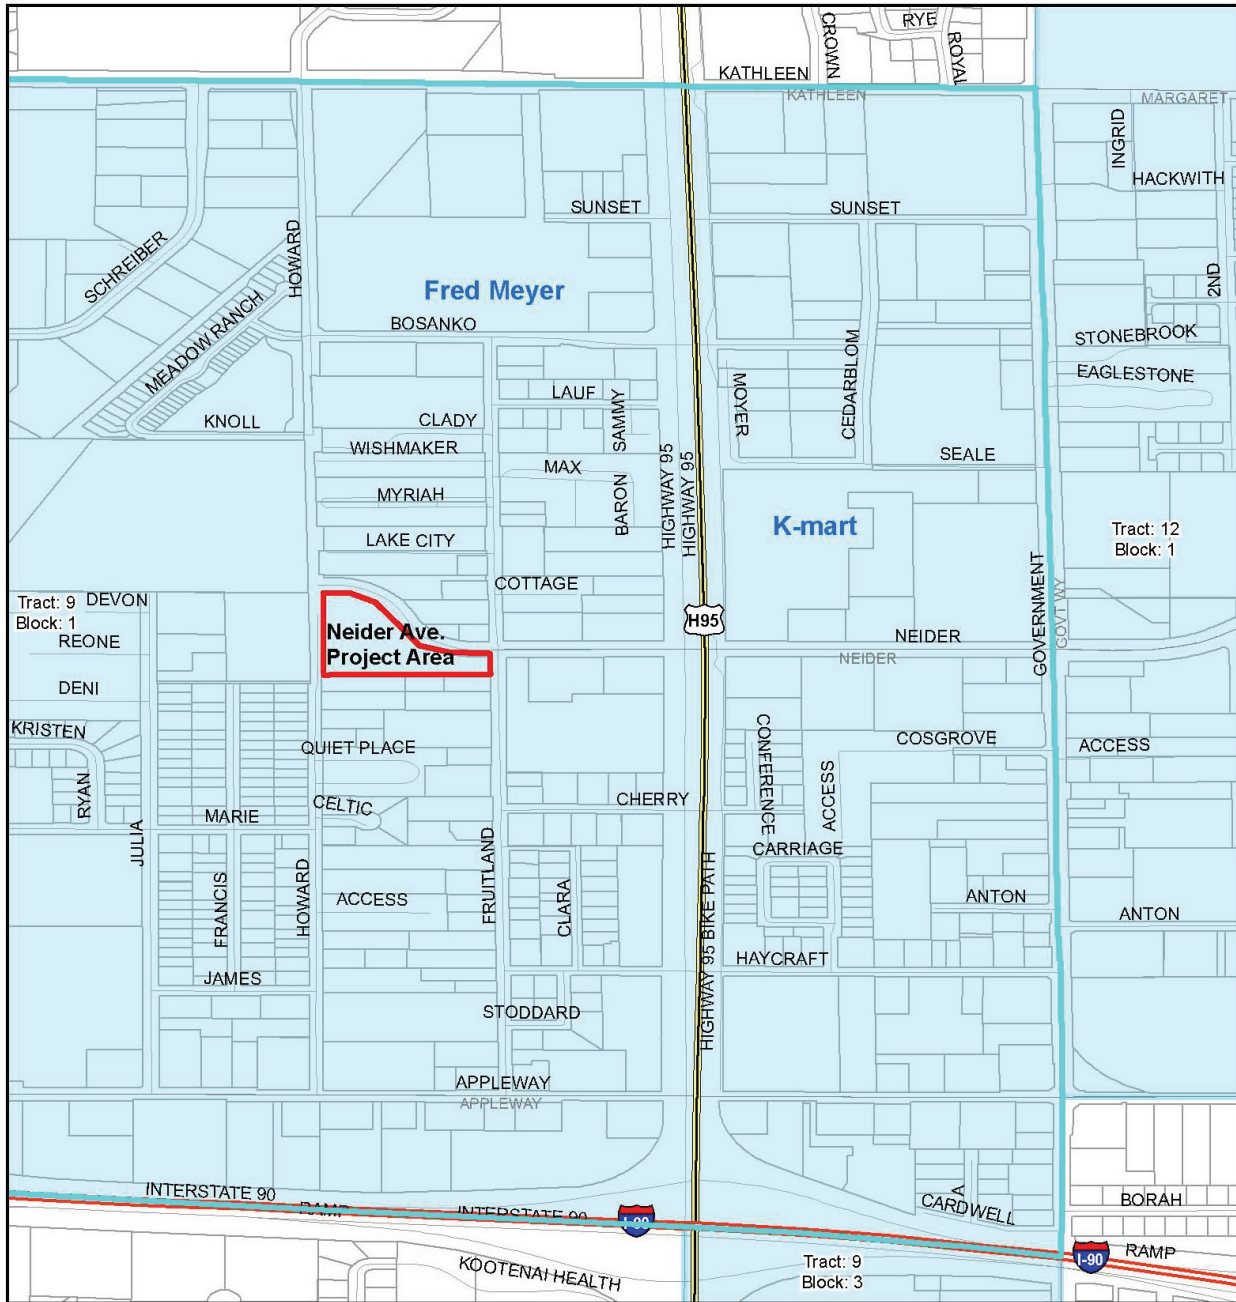 RYE
CROWN
ROYAL
KATHLEEN
KATHLEEN
MARGARET
INGRID
HACKWITH
SUNSET
SUNSET
SCHREIBER
HOWARD
2ND
Fred Meyer
BOSANKO
MEADOW RANCH
STONEBROOK
EAGLESTONE
MOYER
CEDARBLOM
LAUF
SAMMY
KNOLL
CLADY
WISHMAKER
SEALE
MAX
HIGHWAY 95
HIGHWAY 95
MYRIAH
BARON
K-mart
LAKE CITY
Tract: 12
Block: 1
COTTAGE
GOVERNMENT
GOVT WY
Tract: 9
Block: 1
DEVON
REONE
Neider Ave.
Project Area
H95
NEIDER
NEIDER
DENI
KRISTEN
QUIET PLACE
CONFERENCE
COSGROVE
ACCESS
RYAN
CELTIC
CHERRY
ACCESS
MARIE
JULIA
CARRIAGE
FRUITLAND
FRANCIS
HOWARD
ACCESS
CLARA
ANTON
ANTON
HIGHWAY 95 BIKE PATH
HAYCRAFT
JAMES
STODDARD
APPLEWAY
APPLEWAY
INTERSTATE 90
RAMP
INTERSTATE 90
I-90
A
CARDWELL
BORAH
KOOTENAI HEALTH
Tract: 9
Block: 3
I-90
RAMP